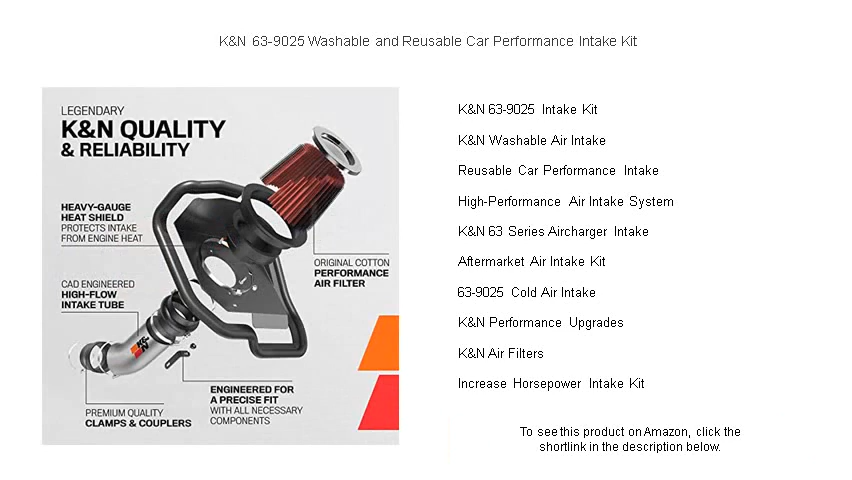 K&N 63-9025 Washable and Reusable Car Performance Intake Kit
LEGENDARY
K&N QUALITY
& RELIABILITY
HEAVY-GAUGE
HEAT SHIELD
PROTECTS INTAKE
FROM ENGINE HEAT
ORIGINAL COTTON
PERFORMANCE
AIR FILTER
CAD ENGINEERED
HIGH-FLOW
INTAKE TUBE
K&N
ENGINEERED FOR
A PRECISE FIT
WITH ALL NECESSARY
COMPONENTS
PREMIUM QUALITY
CLAMPS & COUPLERS
K&N 63-9025 Intake Kit
K&N Washable Air Intake
Reusable Car Performance Intake
High-Performance Air Intake System
K&N 63 Series Aircharger Intake
Aftermarket Air Intake Kit
63-9025 Cold Air Intake
K&N Performance Upgrades
K&N Air Filters
Increase Horsepower Intake Kit
To see this product on Amazon, click the
shortlink in the description below.